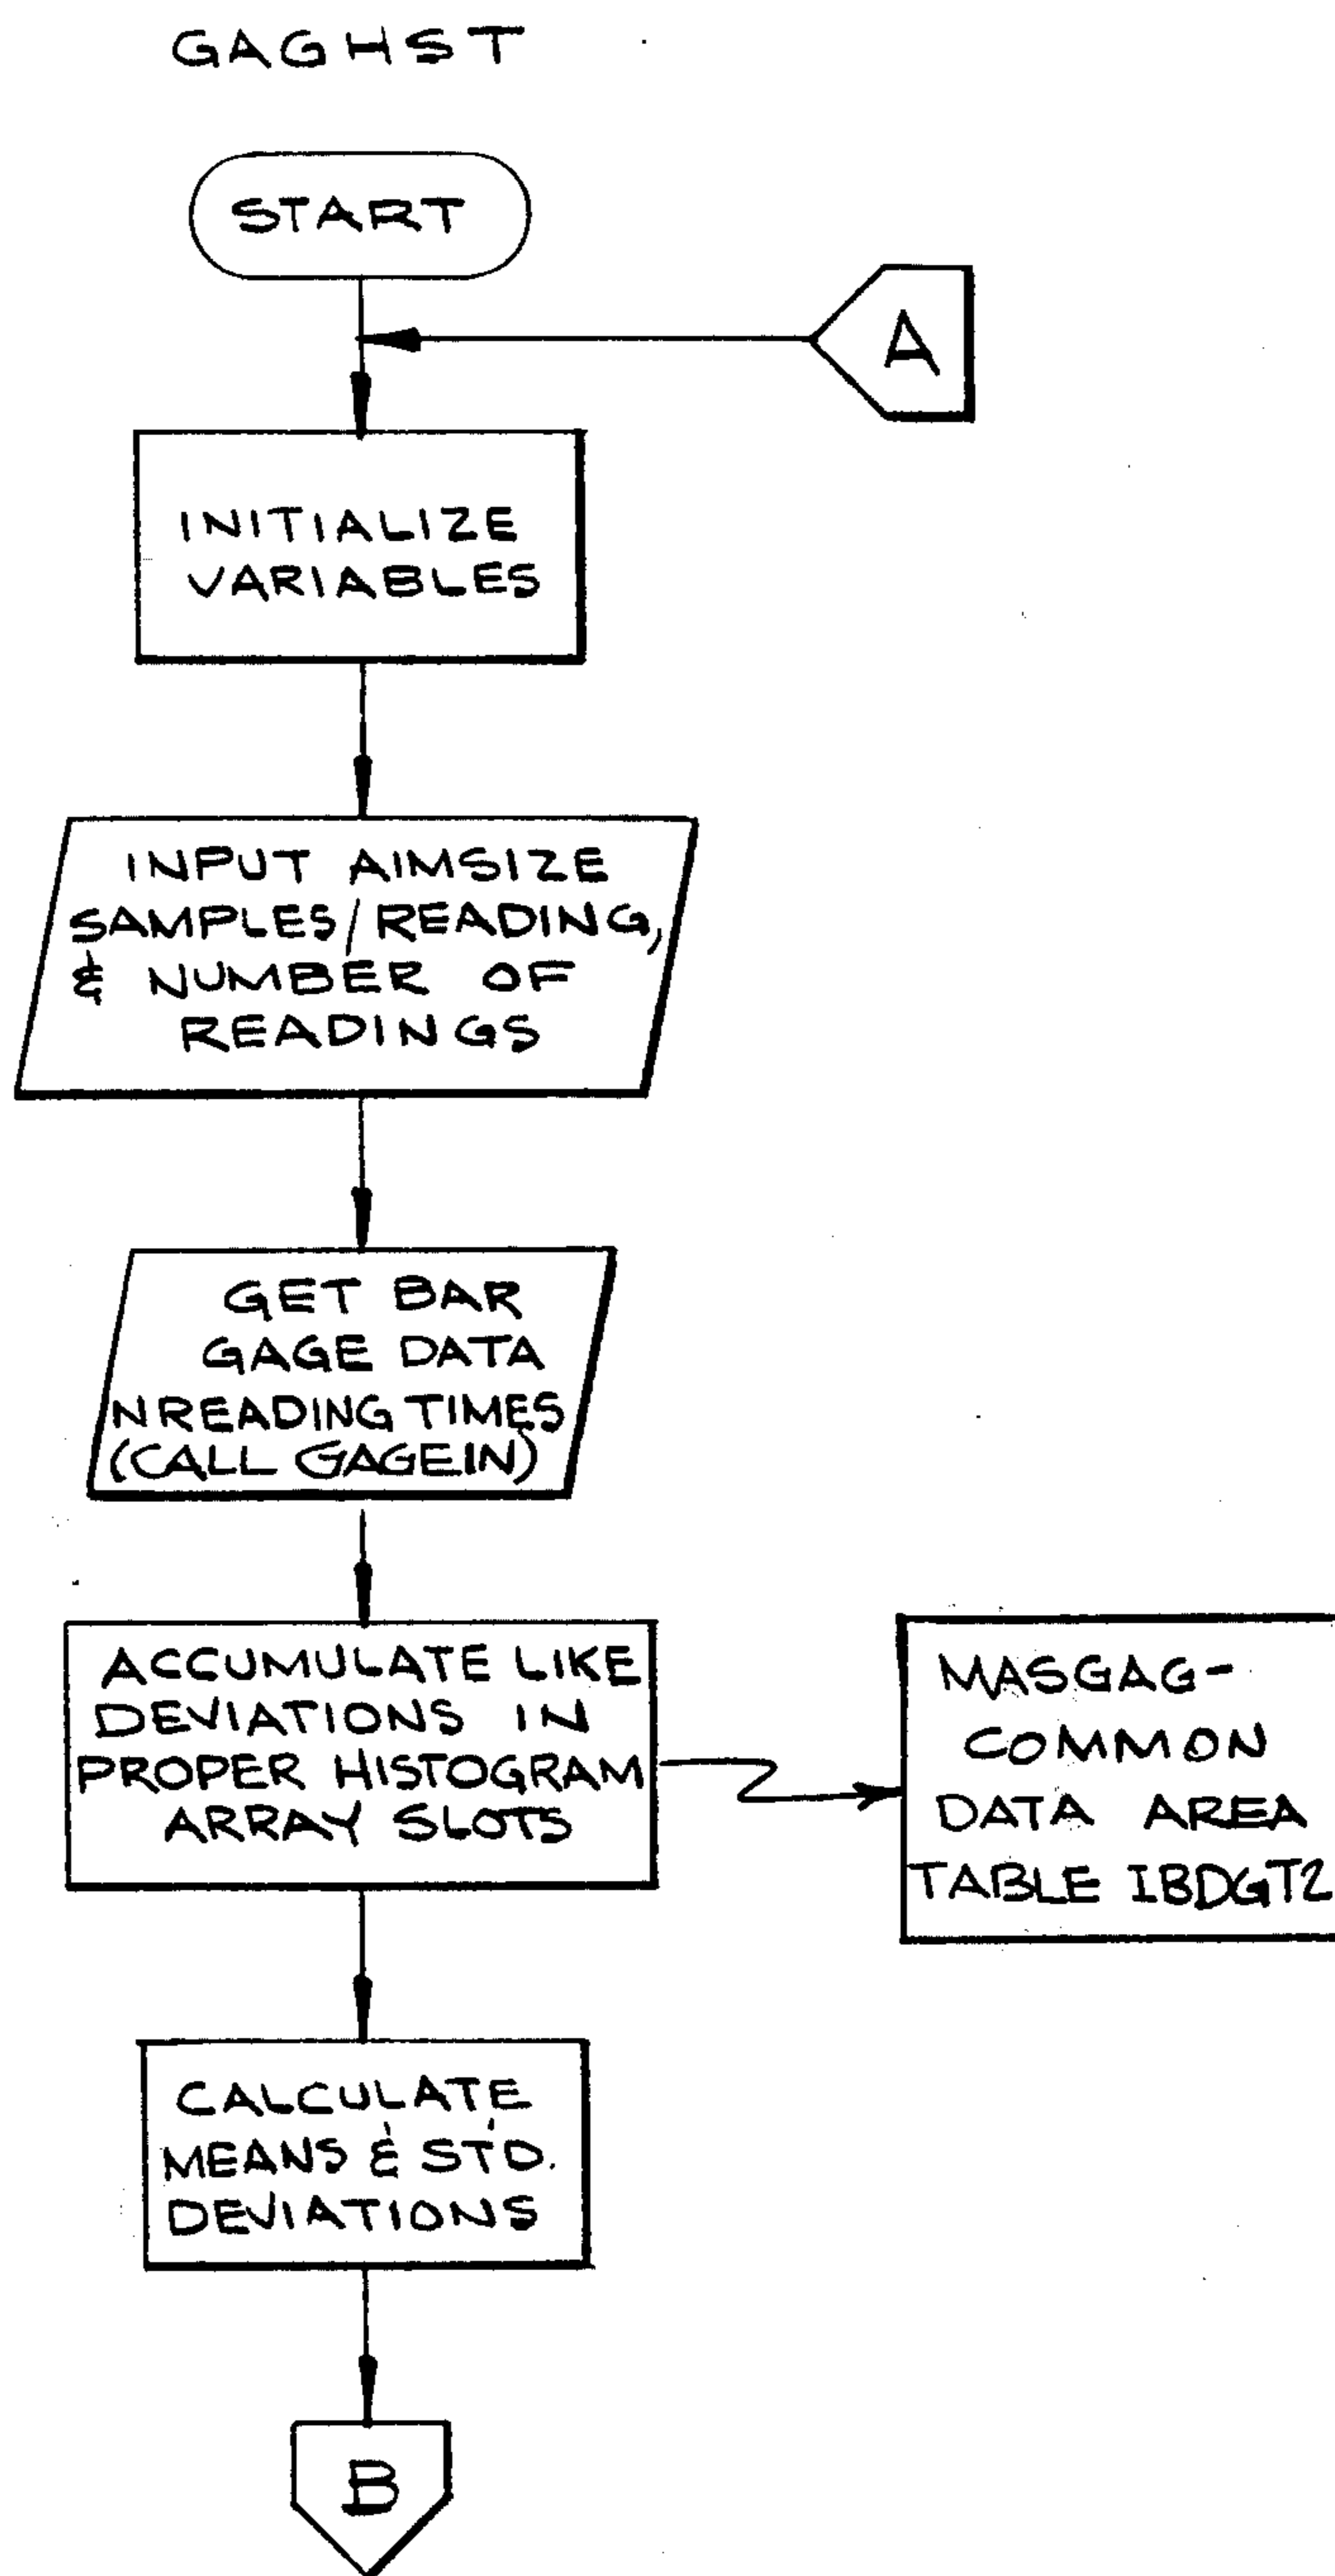 GAGHST
START
A
INITIALIZE
VARIABLES
INPUT AIMSIZE
SAMPLES/READING,
& NUMBER OF
READINGS
GET BAR
GAGE DATA
NREADING TIMES
(CALL GAGEIN)
ACCUMULATE LIKE
DEVIATIONS IN
PROPER HISTOGRAM
ARRAY SLOTS
MASGAG-
COMMON
DATA AREA
TABLE IBDGT2
CALCULATE
MEANS & ST'D.
DEVIATIONS
B